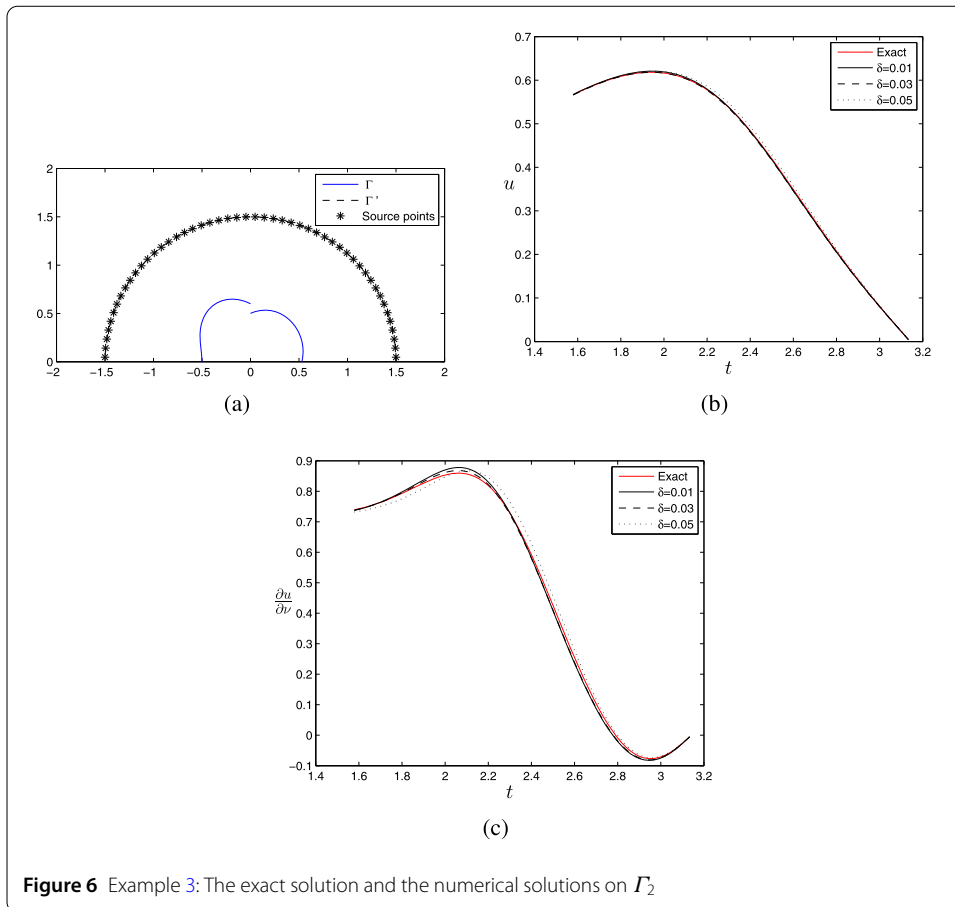 2
1.5
1
0.5
0
−2
−1.5
−1
−0.5
0
0.5
1
1.5
2
Γ
Γ'
Source points
(a)
0.7
0.6
0.5
0.4
0.3
0.2
0.1
0
u
1.4
1.6
1.8
2
2.2
2.4
2.6
2.8
3
3.2
t
Exact
δ=0.01
δ=0.03
δ=0.05
(b)
0.9
0.8
0.7
0.6
0.5
0.4
0.3
0.2
0.1
0
−0.1
∂u
∂ν
1.4
1.6
1.8
2
2.2
2.4
2.6
2.8
3
3.2
t
Exact
δ=0.01
δ=0.03
δ=0.05
(c)
Figure 6 Example 3: The exact solution and the numerical solutions on Γ₂